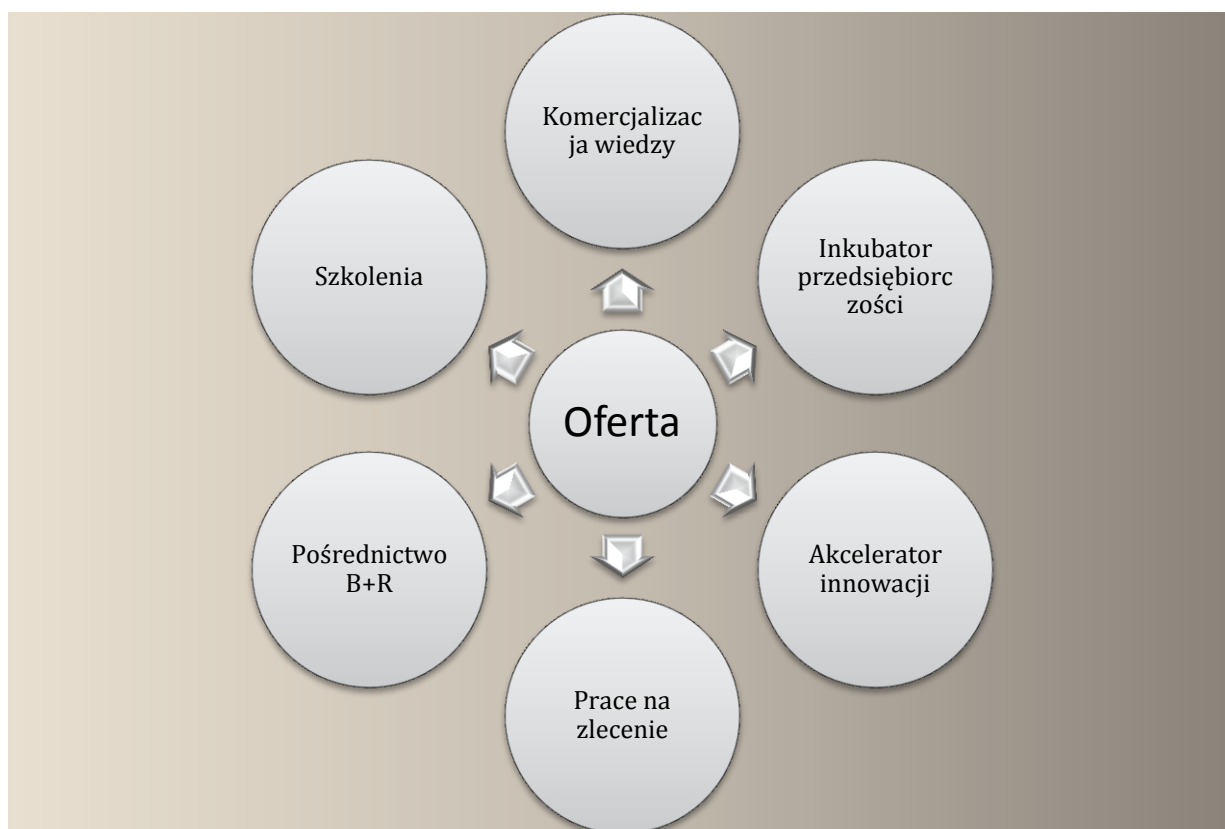 Komercjalizac
ja wiedzy
Inkubator
przedsiębiorc
zości
Akcelerator
innowacji
Prace na
zlecenie
Pośrednictwo
B+R
Szkolenia
Oferta